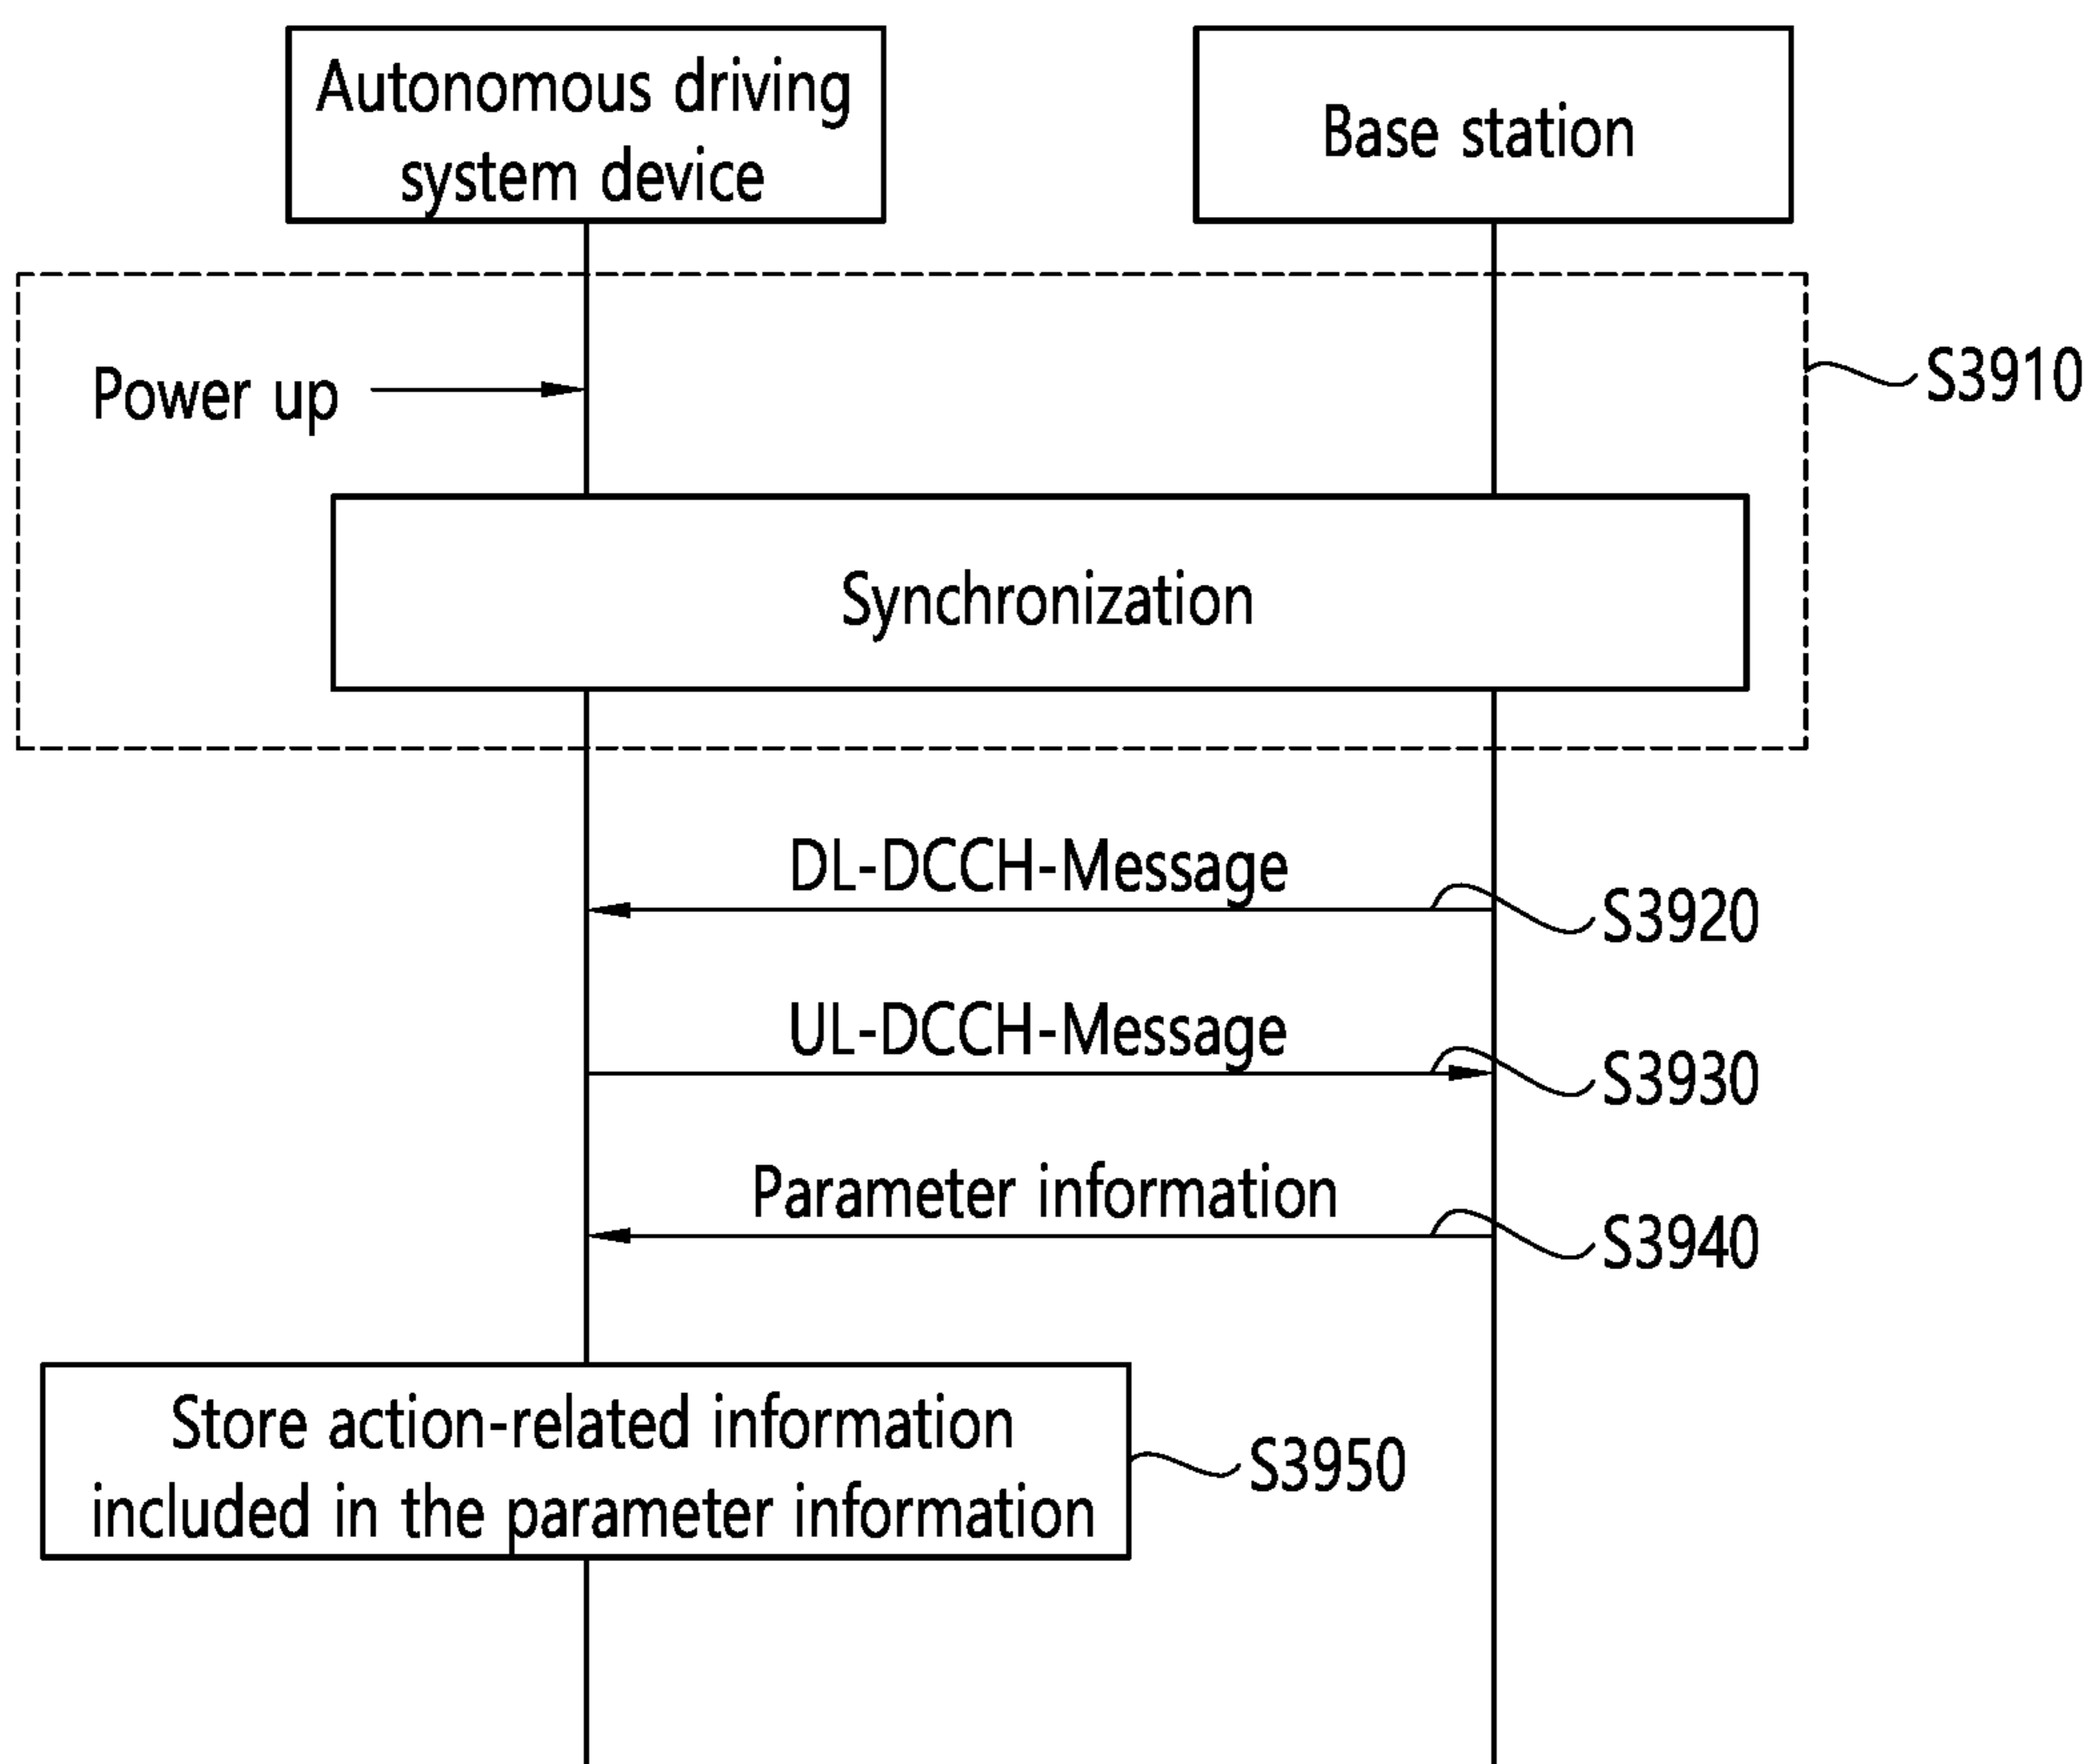 Autonomous driving
system device
Base station
Power up
S3910
Synchronization
DL-DCCH-Message
S3920
UL-DCCH-Message
S3930
Parameter information
S3940
Store action-related information
included in the parameter information
S3950